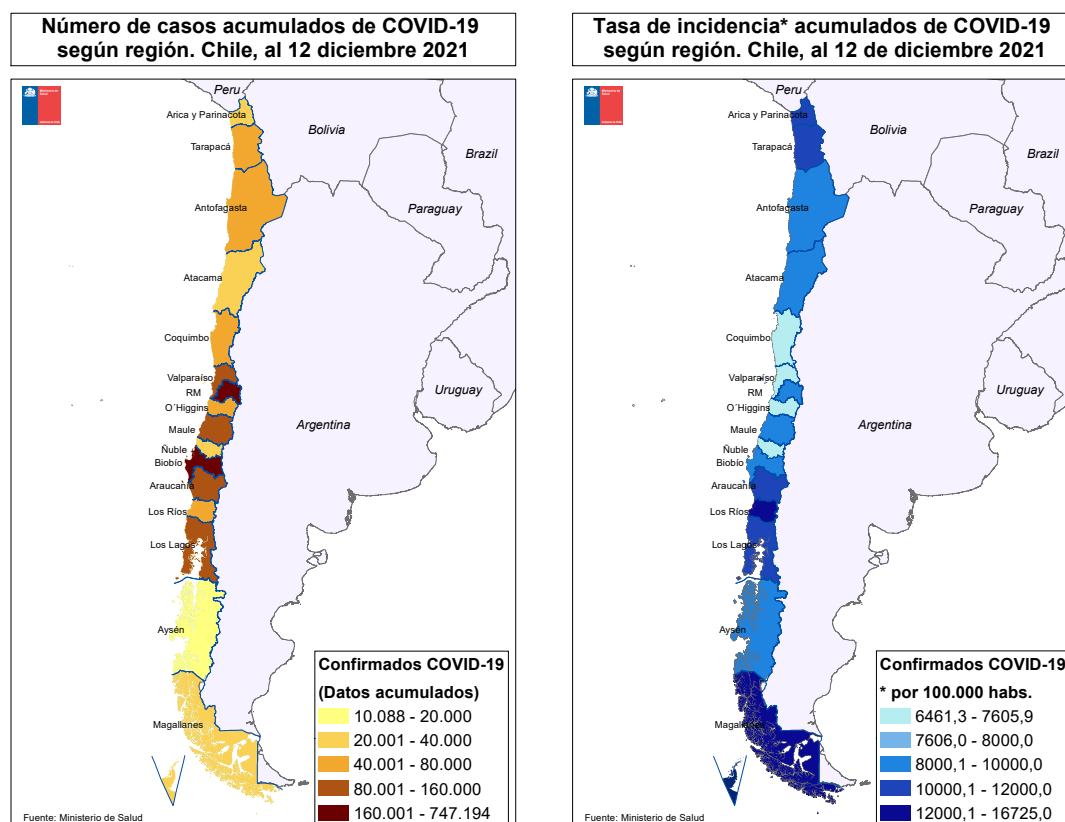 Número de casos acumulados de COVID-19
según región. Chile, al 12 diciembre 2021
Peru
Arica y Parinacota
Bolivia
Tarapacá
Brazil
Antofagasta
Paraguay
Atacama
Coquimbo
Valparaíso
RM
Uruguay
O´Higgins
Maule
Argentina
Ñuble
Biobío
Araucanía
Los Ríos
Los Lagos
Aysén
Magallanes
Confirmados COVID-19
(Datos acumulados)
10.088 - 20.000
20.001 - 40.000
40.001 - 80.000
80.001 - 160.000
160.001 - 747.194
Fuente: Ministerio de Salud
Tasa de incidencia* acumulados de COVID-19
según región. Chile, al 12 de diciembre 2021
Peru
Arica y Parinacota
Bolivia
Tarapacá
Brazil
Antofagasta
Paraguay
Atacama
Coquimbo
Valparaíso
RM
Uruguay
O´Higgins
Maule
Argentina
Ñuble
Biobío
Araucanía
Los Ríos
Los Lagos
Aysén
Magallanes
Confirmados COVID-19
* por 100.000 habs.
6461,3 - 7605,9
7606,0 - 8000,0
8000,1 - 10000,0
10000,1 - 12000,0
12000,1 - 16725,0
Fuente: Ministerio de Salud